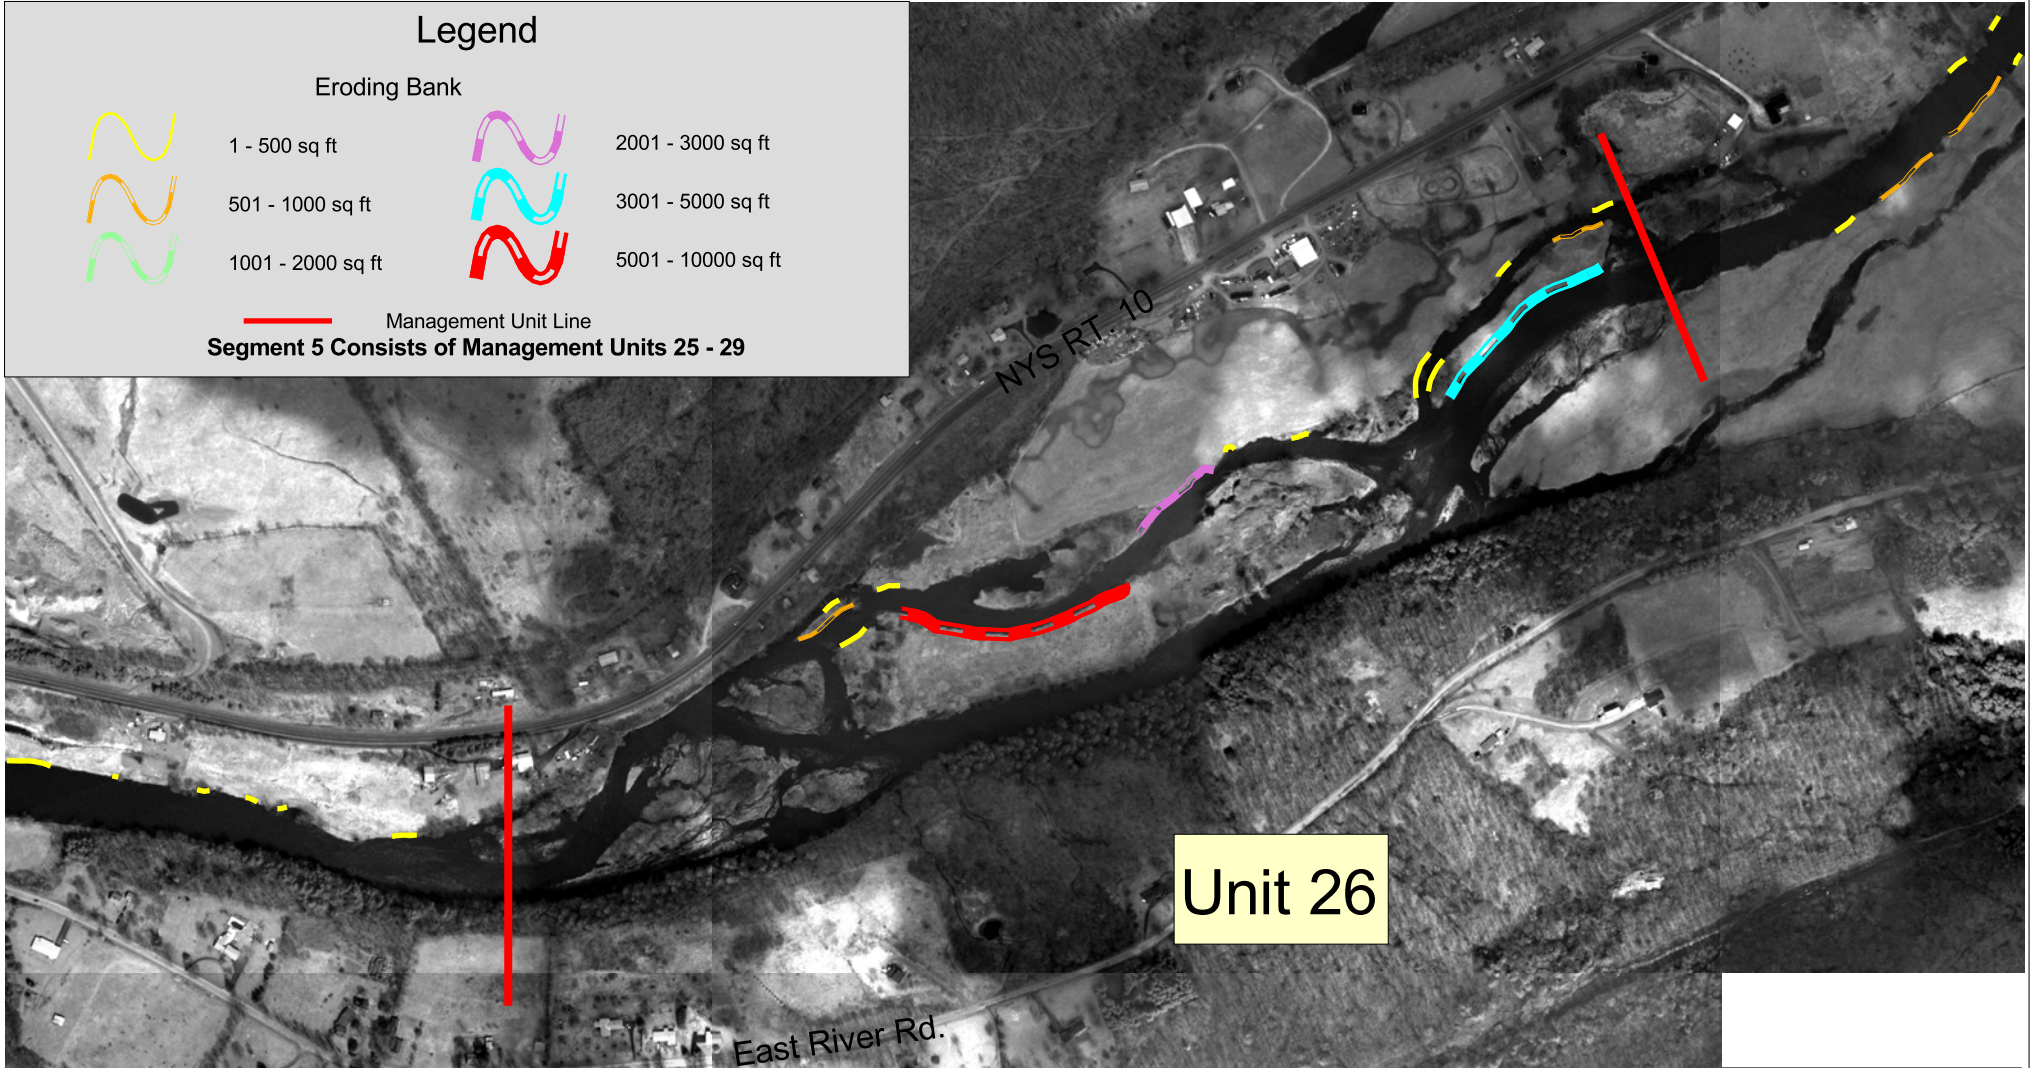 Legend
Eroding Bank
1 - 500 sq ft
501 - 1000 sq ft
1001 - 2000 sq ft
2001 - 3000 sq ft
3001 - 5000 sq ft
5001 - 10000 sq ft
Management Unit Line
Segment 5 Consists of Management Units 25 - 29
NYS RT. 10
Unit 26
East River Rd.